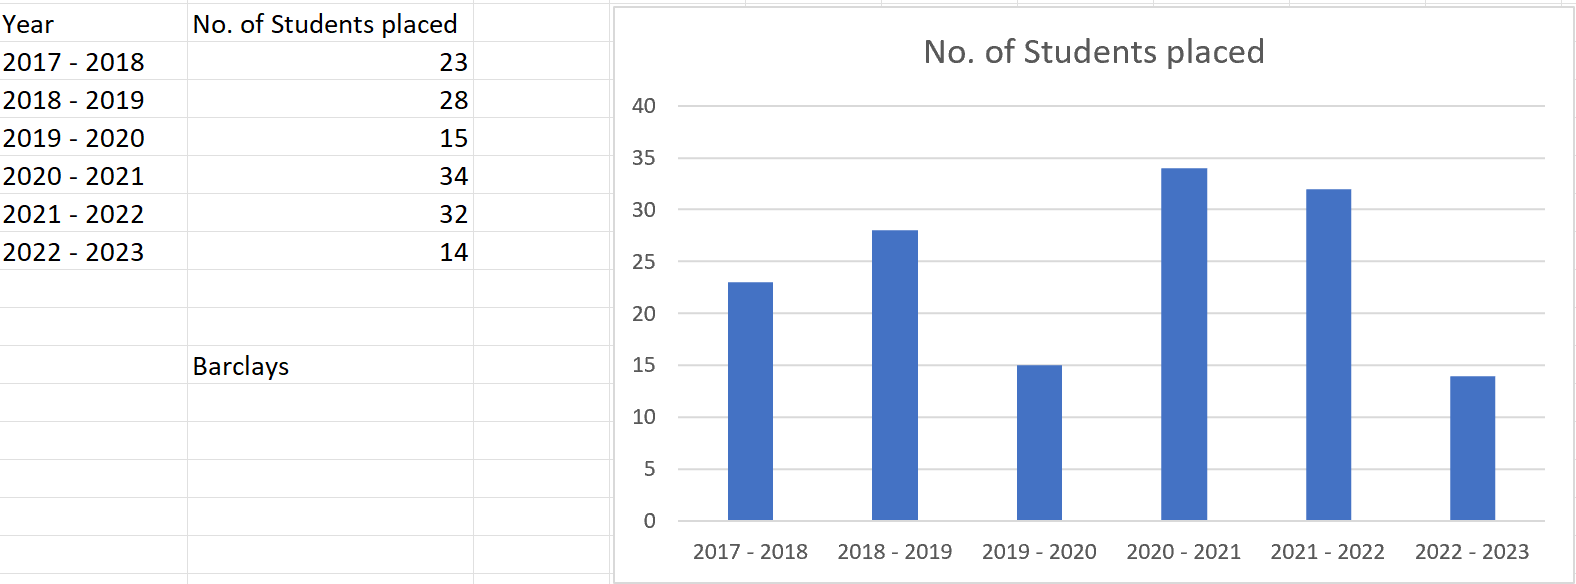 Year No. of Students placed
2017 - 2018 23
2018 - 2019 28
2019 - 2020 15
2020 - 2021 34
2021 - 2022 32
2022 - 2023 14
Barclays
No. of Students placed
40
35
30
25
20
15
10
5
0
2017 - 2018 2018 - 2019 2019 - 2020 2020 - 2021 2021 - 2022 2022 - 2023